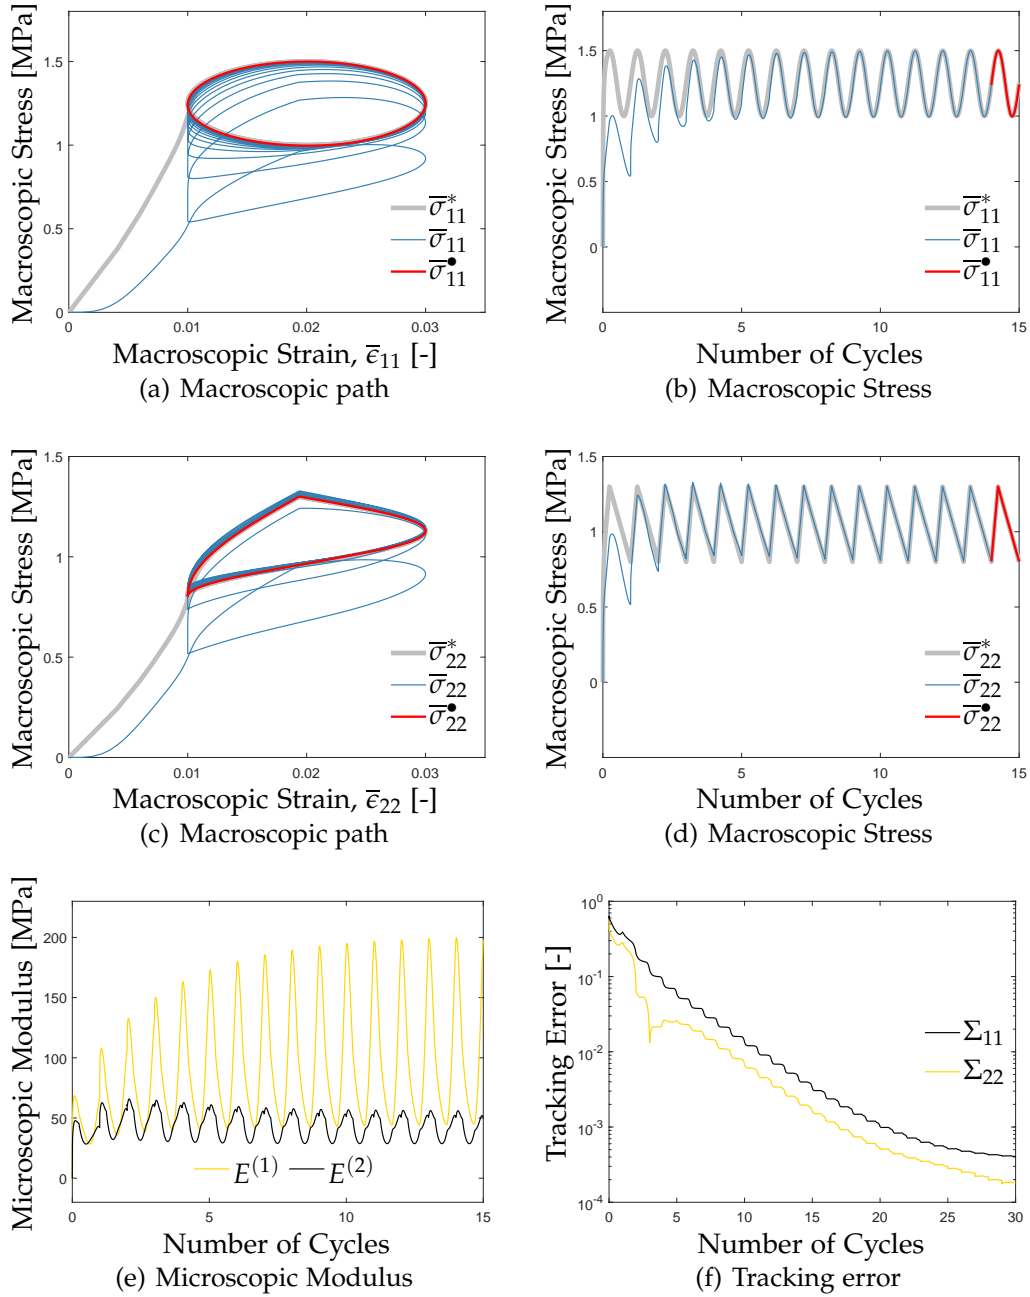 Macroscopic Stress [MPa]
1.5
1
0.5
0
0 0.01 0.02 0.03
σ̅*₁₁
σ̅₁₁
σ̅•₁₁
Macroscopic Strain, ϵ̅₁₁ [-]
(a) Macroscopic path
Macroscopic Stress [MPa]
1.5
1
0.5
0
0 5 10 15
σ̅*₁₁
σ̅₁₁
σ̅•₁₁
Number of Cycles
(b) Macroscopic Stress
Macroscopic Stress [MPa]
1.5
1
0.5
0
0 0.01 0.02 0.03
σ̅*₂₂
σ̅₂₂
σ̅•₂₂
Macroscopic Strain, ϵ̅₂₂ [-]
(c) Macroscopic path
Macroscopic Stress [MPa]
1.5
1
0.5
0
0 5 10 15
σ̅*₂₂
σ̅₂₂
σ̅•₂₂
Number of Cycles
(d) Macroscopic Stress
Microscopic Modulus [MPa]
200
150
100
50
0
0 5 10 15
E⁽¹⁾ E⁽²⁾
Number of Cycles
(e) Microscopic Modulus
Tracking Error [-]
10⁰
10⁻¹
10⁻²
10⁻³
10⁻⁴
0 5 10 15 20 25 30
Σ₁₁
Σ₂₂
Number of Cycles
(f) Tracking error